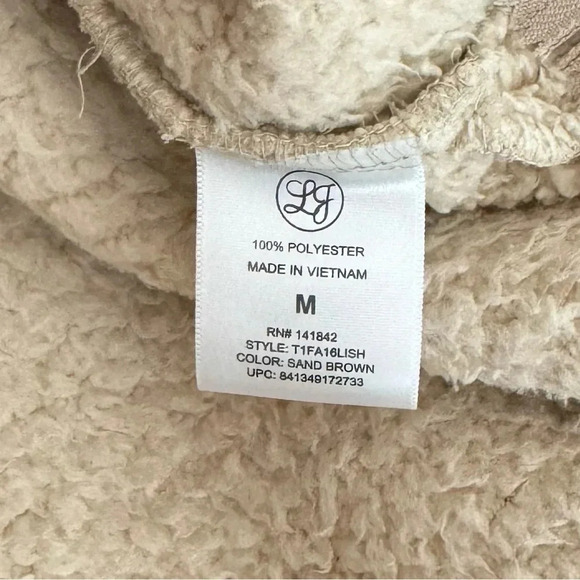 LJ
100% POLYESTER
MADE IN VIETNAM
M
RN# 141842
STYLE: T1FA16LISH
COLOR: SAND BROWN
UPC: 841349172733